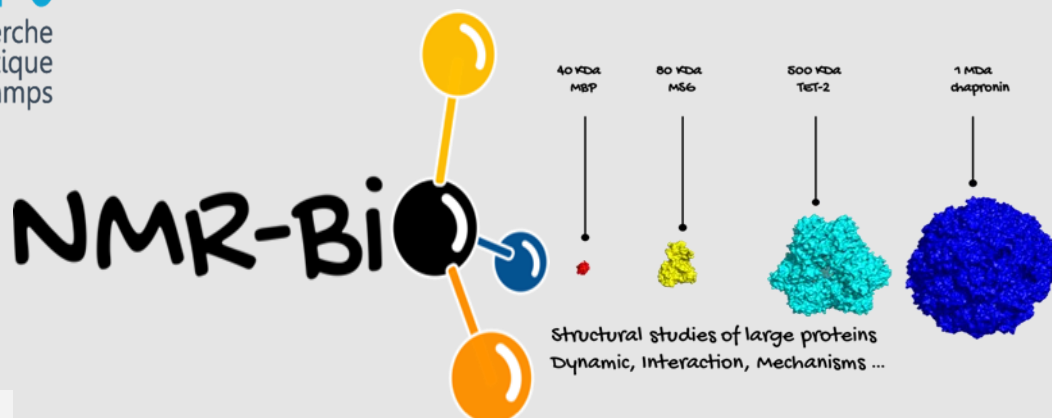 erche
ique
amps
NMR-Bi
40 KDa
MBP
80 KDa
MSG
500 KDa
TET-2
1 MDa
chapronin
Structural studies of large proteins
Dynamic, Interaction, Mechanisms ...